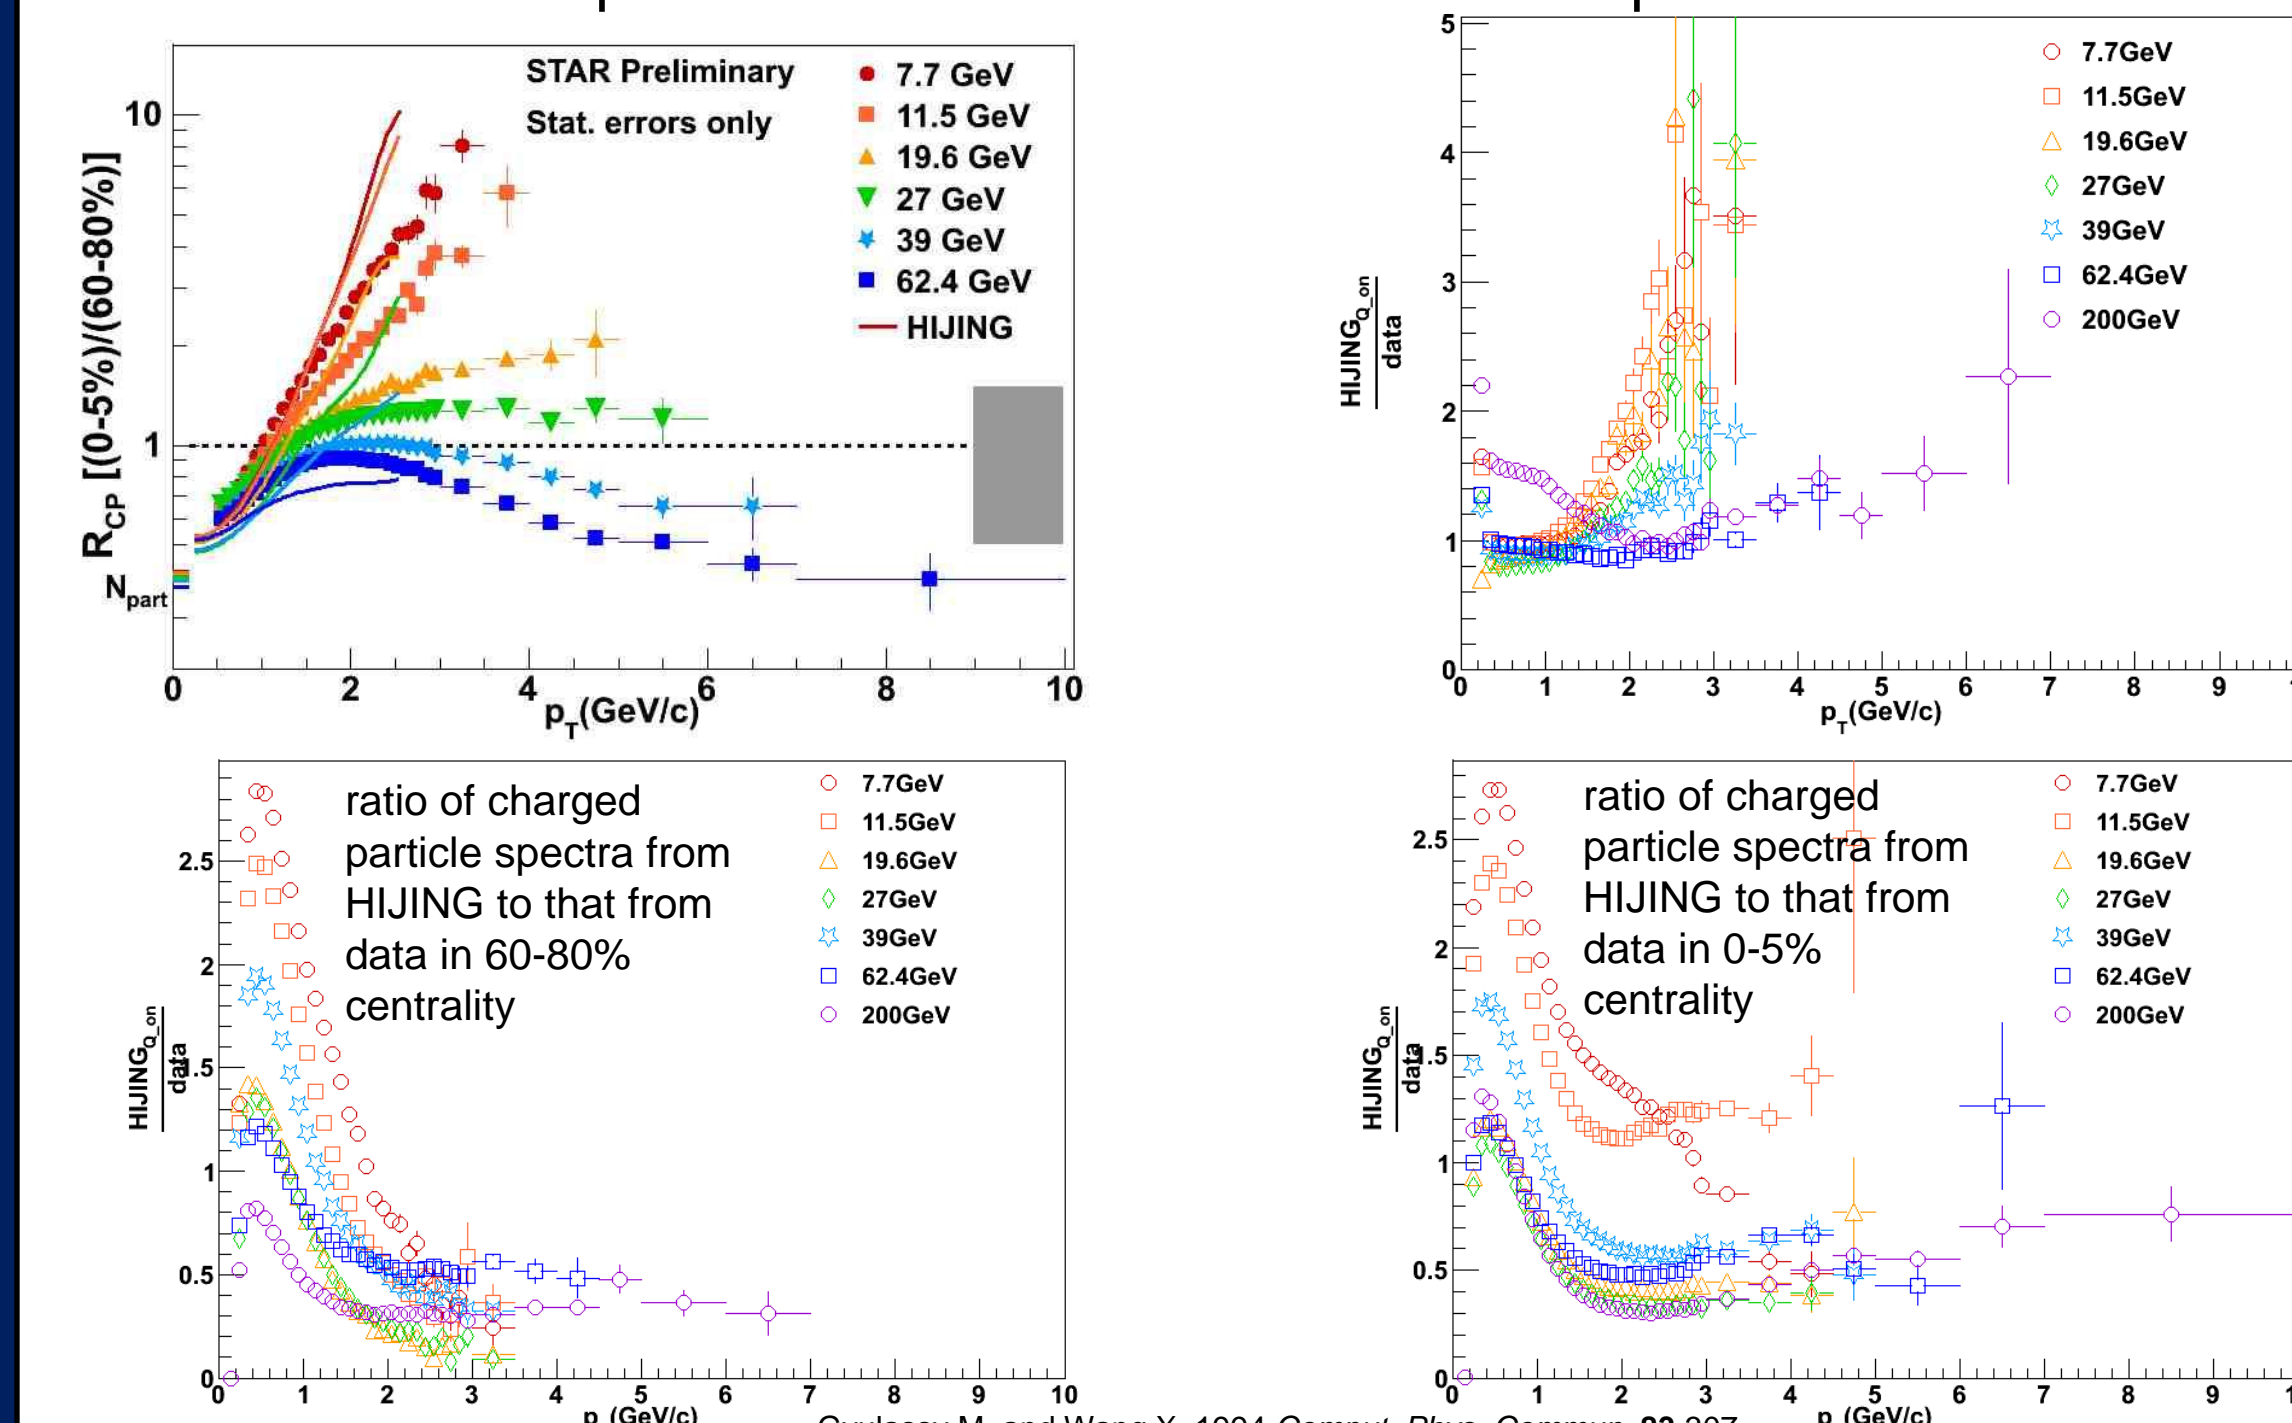 STAR Preliminary
Stat. errors only
7.7 GeV
11.5 GeV
19.6 GeV
27 GeV
39 GeV
62.4 GeV
HIJING
10
1
R_CP [(0-5%)/(60-80%)]
N_part
0 2 4 6 8 10
p_T(GeV/c)
7.7GeV
11.5GeV
19.6GeV
27GeV
39GeV
62.4GeV
200GeV
5
4
3
2
1
0
HIJING_Q_on
data
0 1 2 3 4 5 6 7 8 9
p_T(GeV/c)
ratio of charged
particle spectra from
HIJING to that from
data in 60-80%
centrality
7.7GeV
11.5GeV
19.6GeV
27GeV
39GeV
62.4GeV
200GeV
2.5
2
1.5
1
0.5
0
HIJING_Q_on
data
0 1 2 3 4 5 6 7 8 9 10
(GeV/c)
ratio of charged
particle spectra from
HIJING to that from
data in 0-5%
centrality
7.7GeV
11.5GeV
19.6GeV
27GeV
39GeV
62.4GeV
200GeV
2.5
2
1.5
1
0.5
0
HIJING_Q_on
data
0 1 2 3 4 5 6 7 8 9
(GeV/c)